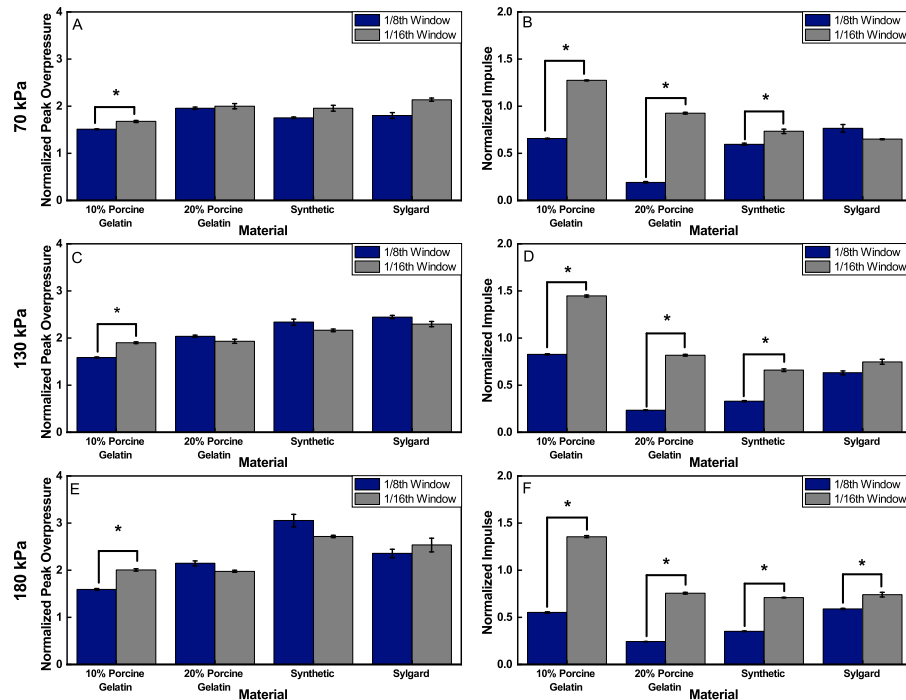 70 kPa
Normalized Peak Overpressure
4
3
2
1
0
A
1/8th Window
1/16th Window
*
10% Porcine
Gelatin
20% Porcine
Gelatin
Synthetic
Sylgard
Material
Normalized Impulse
2.0
1.5
1.0
0.5
0.0
B
1/8th Window
1/16th Window
*
*
*
10% Porcine
Gelatin
20% Porcine
Gelatin
Synthetic
Sylgard
Material
130 kPa
Normalized Peak Overpressure
4
3
2
1
0
C
1/8th Window
1/16th Window
*
10% Porcine
Gelatin
20% Porcine
Gelatin
Synthetic
Sylgard
Material
Normalized Impulse
2.0
1.5
1.0
0.5
0.0
D
1/8th Window
1/16th Window
*
*
*
10% Porcine
Gelatin
20% Porcine
Gelatin
Synthetic
Sylgard
Material
180 kPa
Normalized Peak Overpressure
4
3
2
1
0
E
1/8th Window
1/16th Window
*
10% Porcine
Gelatin
20% Porcine
Gelatin
Synthetic
Sylgard
Material
Normalized Impulse
2.0
1.5
1.0
0.5
0.0
F
1/8th Window
1/16th Window
*
*
*
*
10% Porcine
Gelatin
20% Porcine
Gelatin
Synthetic
Sylgard
Material